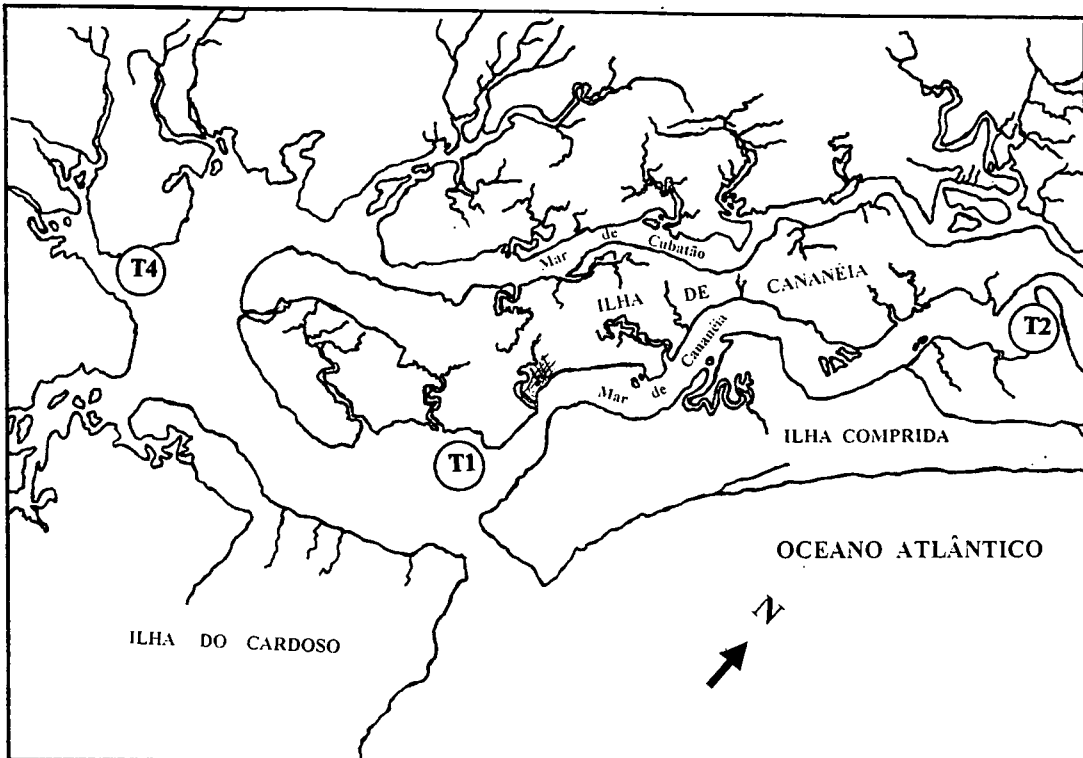 T4
Mar de Cubatão
ILHA DE CANANÉIA
T2
Mar de Cananéia
T1
ILHA COMPRIDA
OCEANO ATLÂNTICO
N
ILHA DO CARDOSO